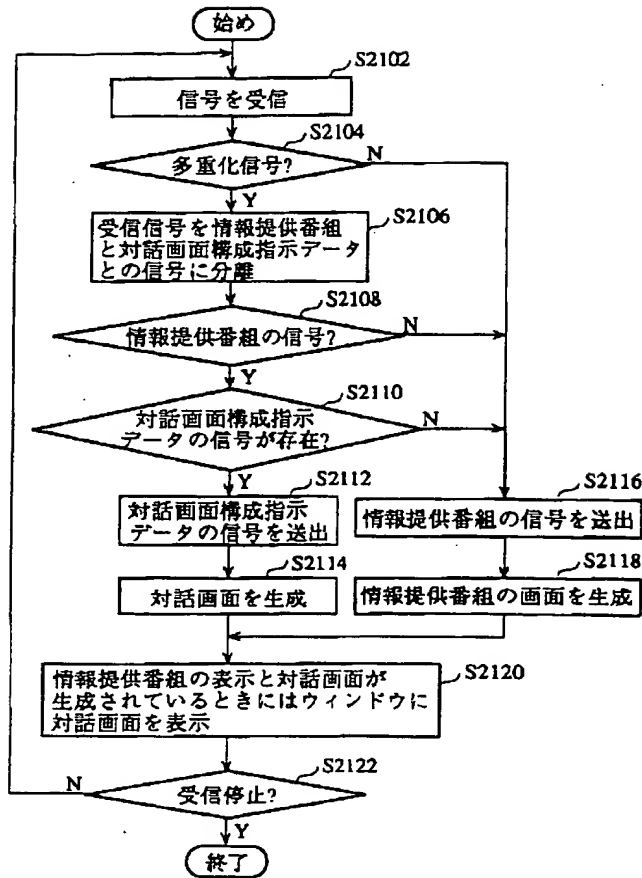 始め
S2102
信号を受信
S2104
多重化信号?
N
Y
S2106
受信信号を情報提供番組
と対話画面構成指示データ
との信号に分離
S2108
情報提供番組の信号?
N
Y
S2110
対話画面構成指示
データの信号が存在?
N
Y
S2112
対話画面構成指示
データの信号を送出
S2116
情報提供番組の信号を送出
S2114
対話画面を生成
S2118
情報提供番組の画面を生成
S2120
情報提供番組の表示と対話画面が
生成されているときにはウィンドウに
対話画面を表示
S2122
N
受信停止?
Y
終了